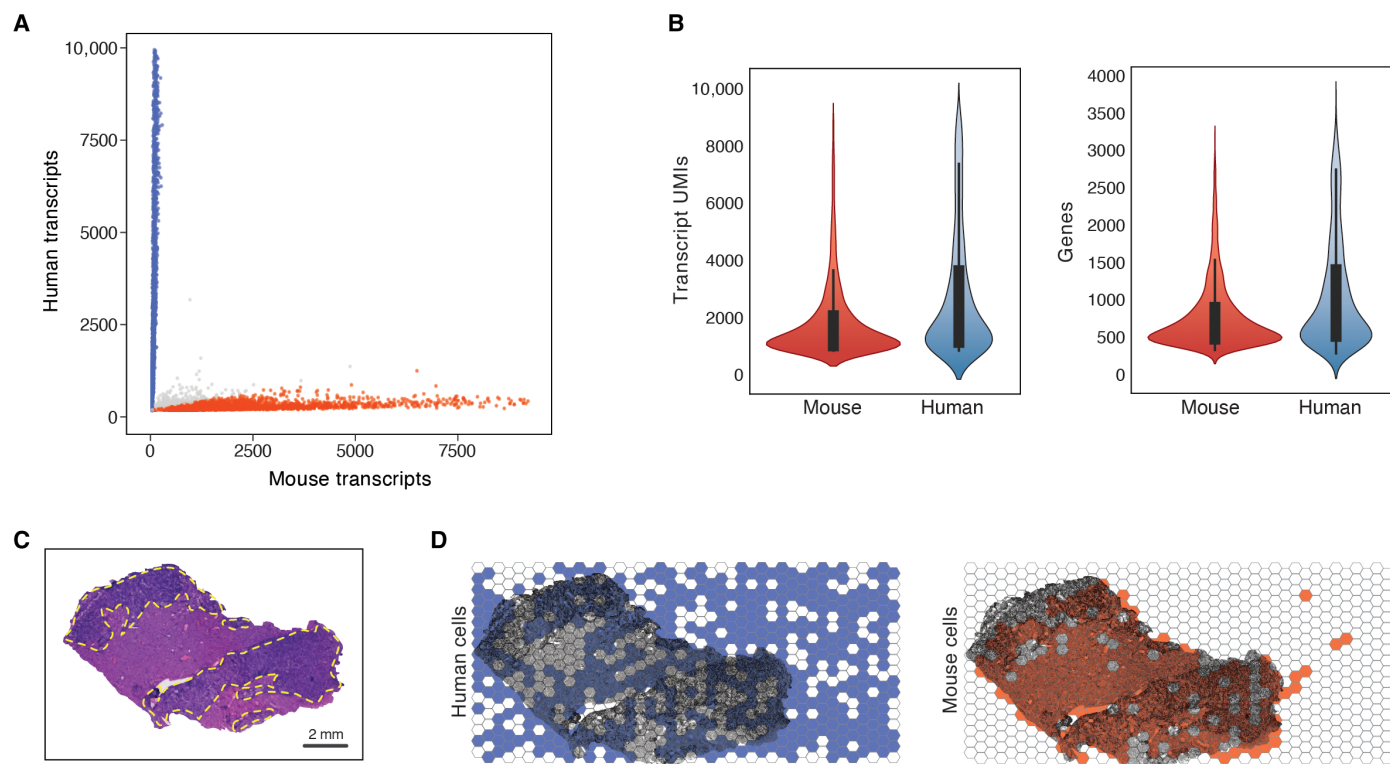 A
10,000
7500
5000
2500
0
Human transcripts
0
2500
5000
7500
Mouse transcripts
B
10,000
8000
6000
4000
2000
0
Transcript UMIs
Mouse
Human
4000
3500
3000
2500
2000
1500
1000
500
0
Genes
Mouse
Human
C
2 mm
D
Human cells
Mouse cells